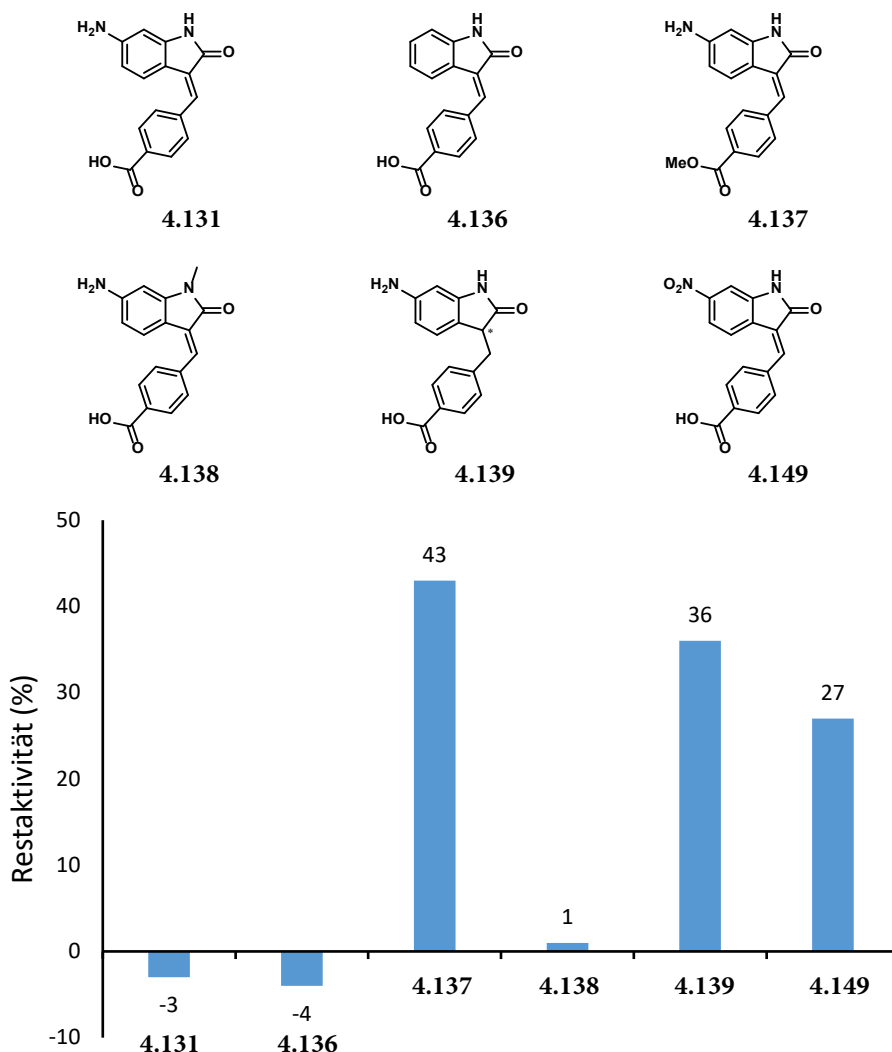 H₂N
H
N
O
HO
O
4.131
H
N
O
HO
O
4.136
H₂N
H
N
O
MeO
O
4.137
H₂N
N
O
HO
O
4.138
H₂N
H
N
O
*
HO
O
4.139
O₂N
H
N
O
HO
O
4.149
Restaktivität (%)
50
40
30
20
10
0
-10
-3
-4
43
1
36
27
4.131
4.136
4.137
4.138
4.139
4.149